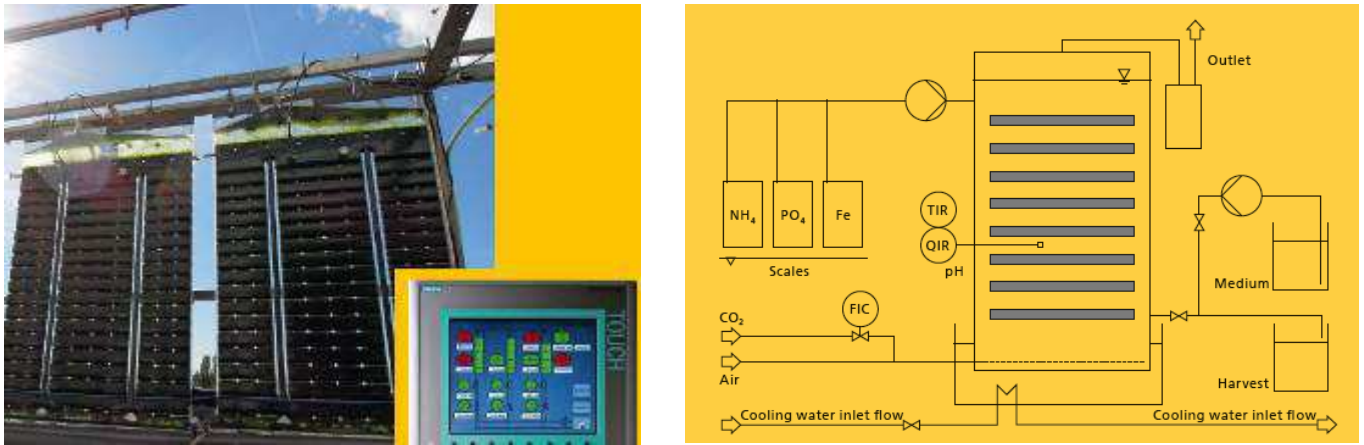 TOUCH
Outlet
NH₄
PO₄
Fe
TIR
QIR
pH
Scales
Medium
CO₂
FIC
Air
Harvest
Cooling water inlet flow
Cooling water inlet flow